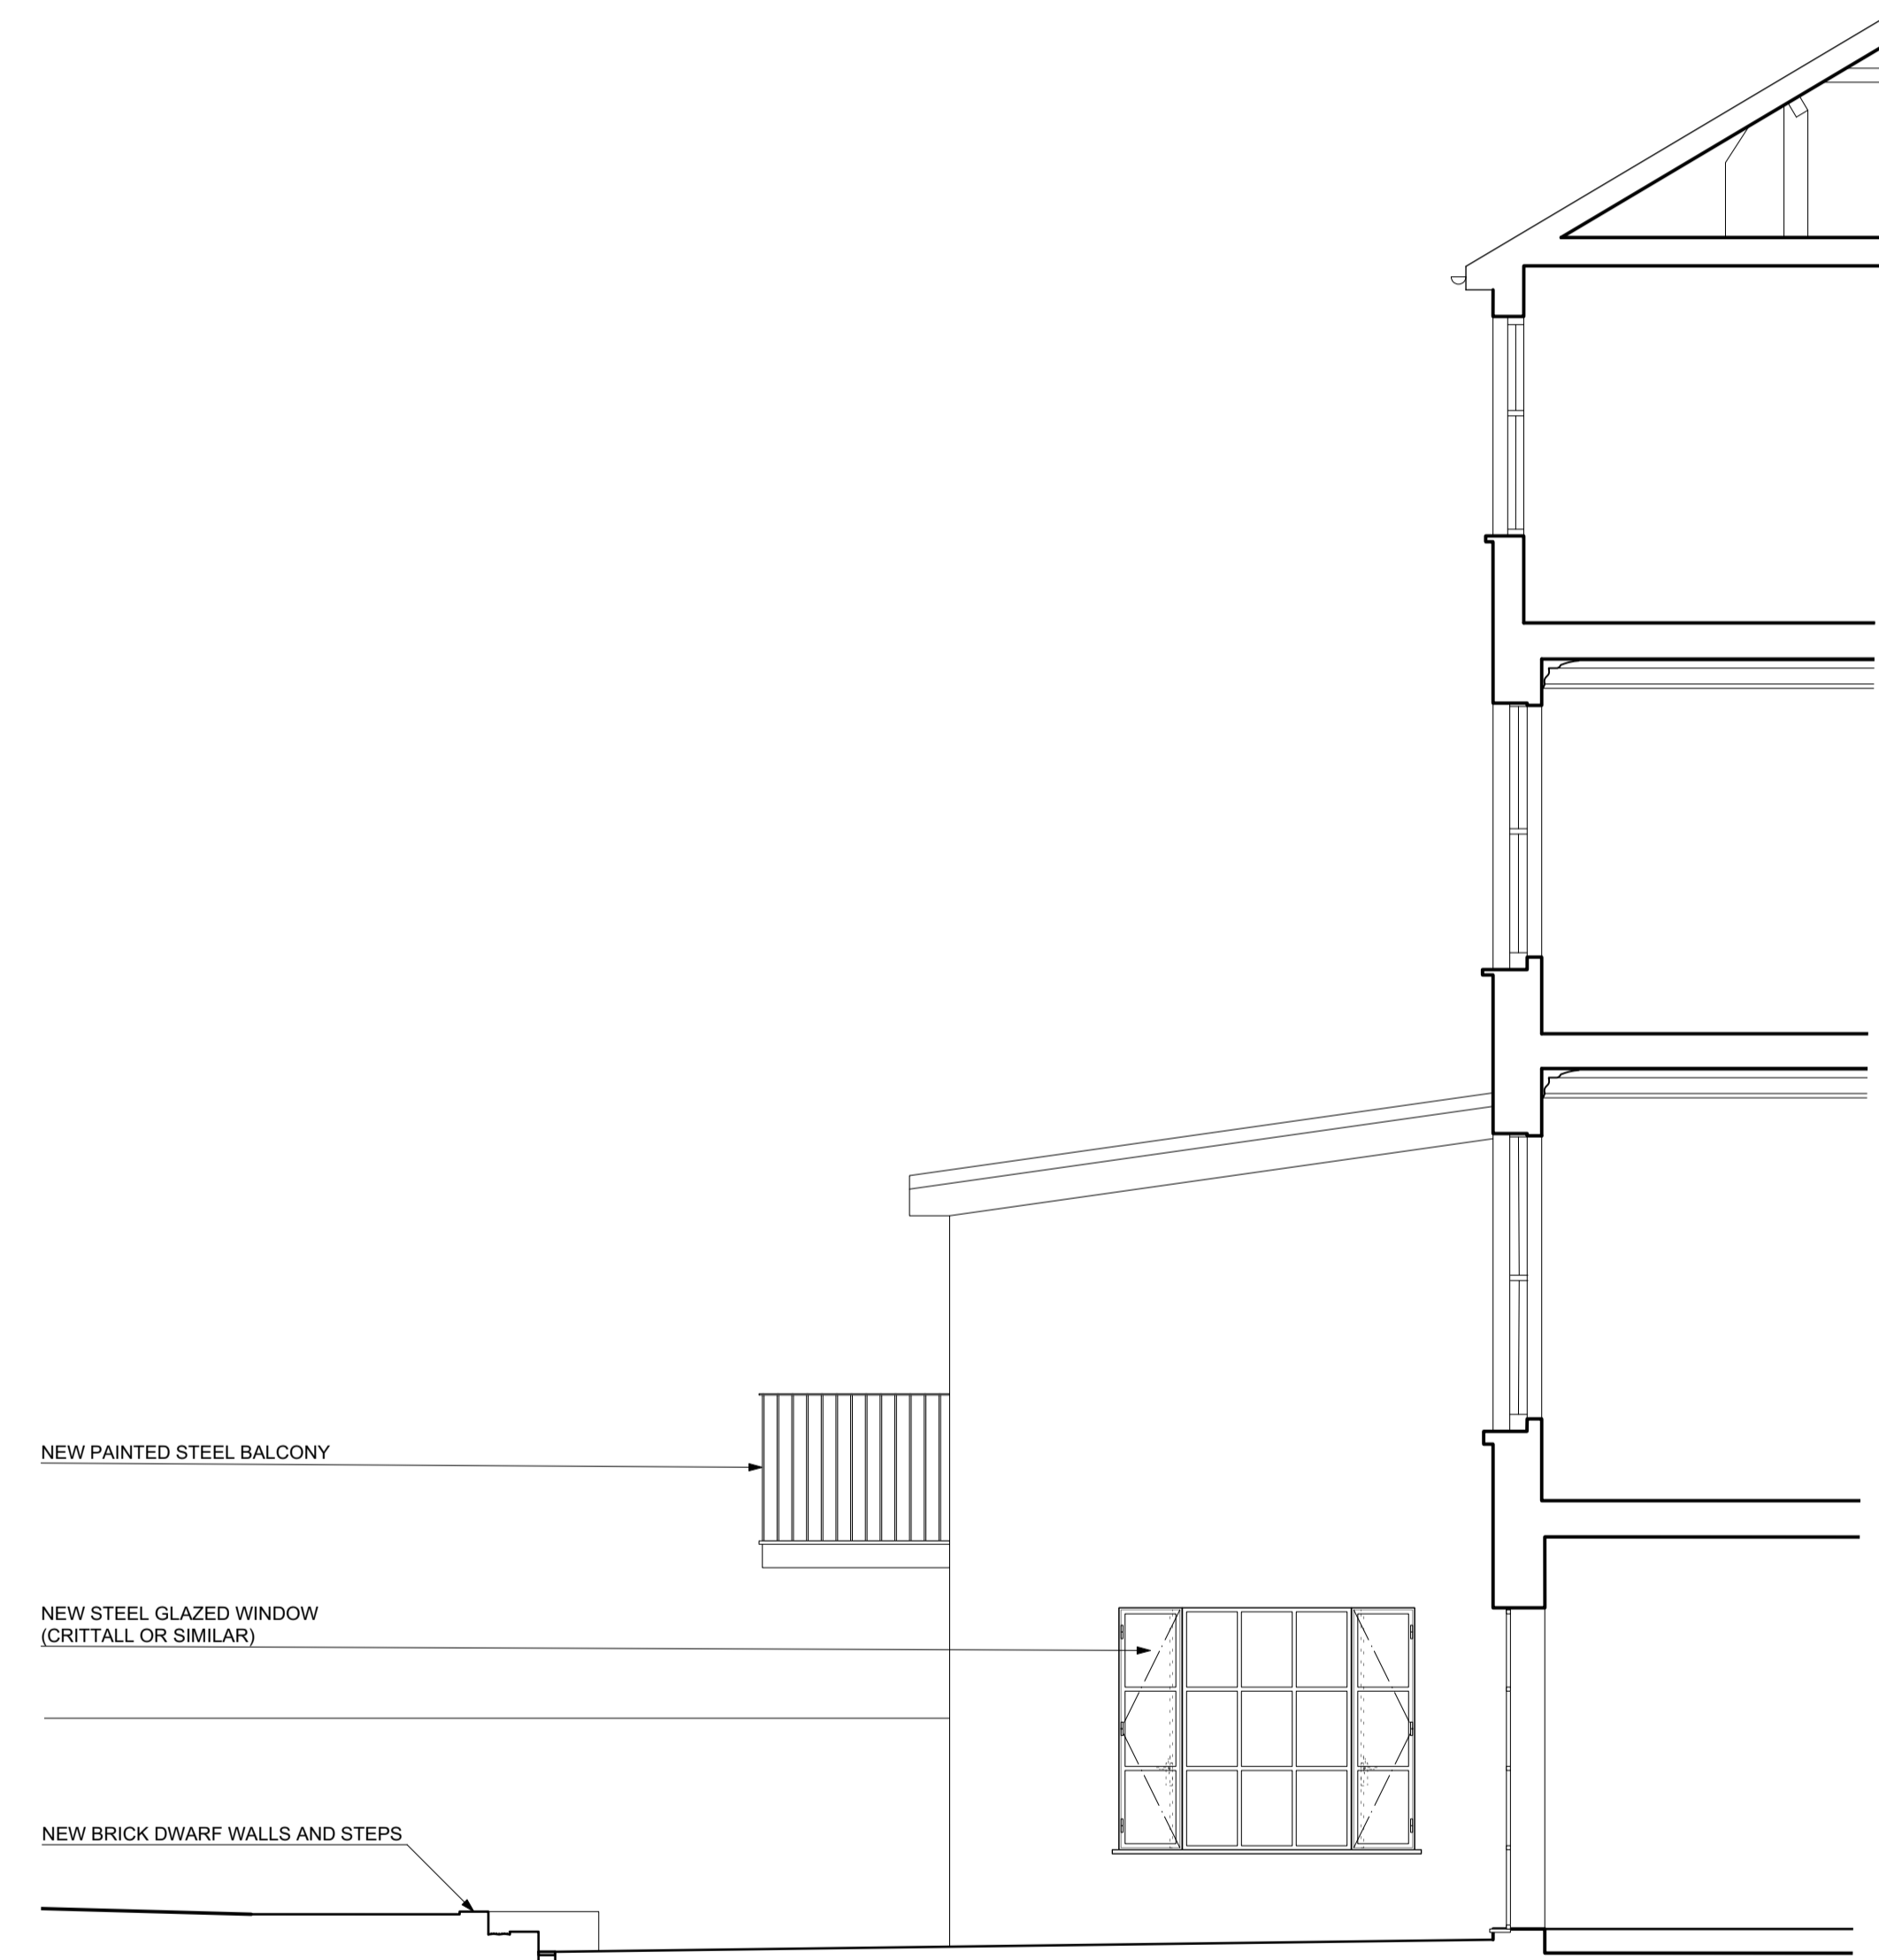 NEW PAINTED STEEL BALCONY
NEW STEEL GLAZED WINDOW
(CRITTALL OR SIMILAR)
NEW BRICK DWARF WALLS AND STEPS